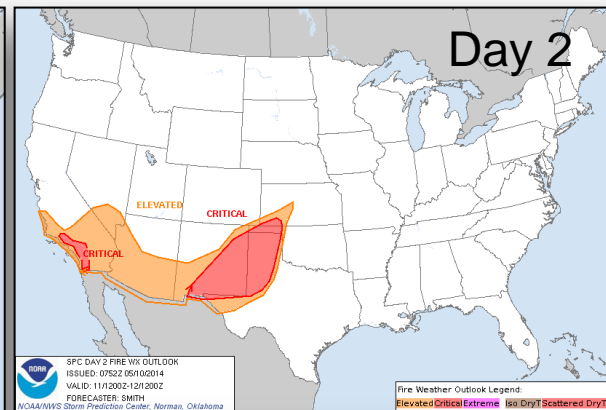 Day 2
ELEVATED
CRITICAL
CRITICAL
NOAA
SPC DAY 2 FIRE WX OUTLOOK
ISSUED: 0752Z 05/10/2014
VALID: 11/1200Z-12/1200Z
FORECASTER: SMITH
NOAA/NWS Storm Prediction Center, Norman, Oklahoma
Fire Weather Outlook Legend:
Elevated Critical Extreme Iso DryT Scattered DryT